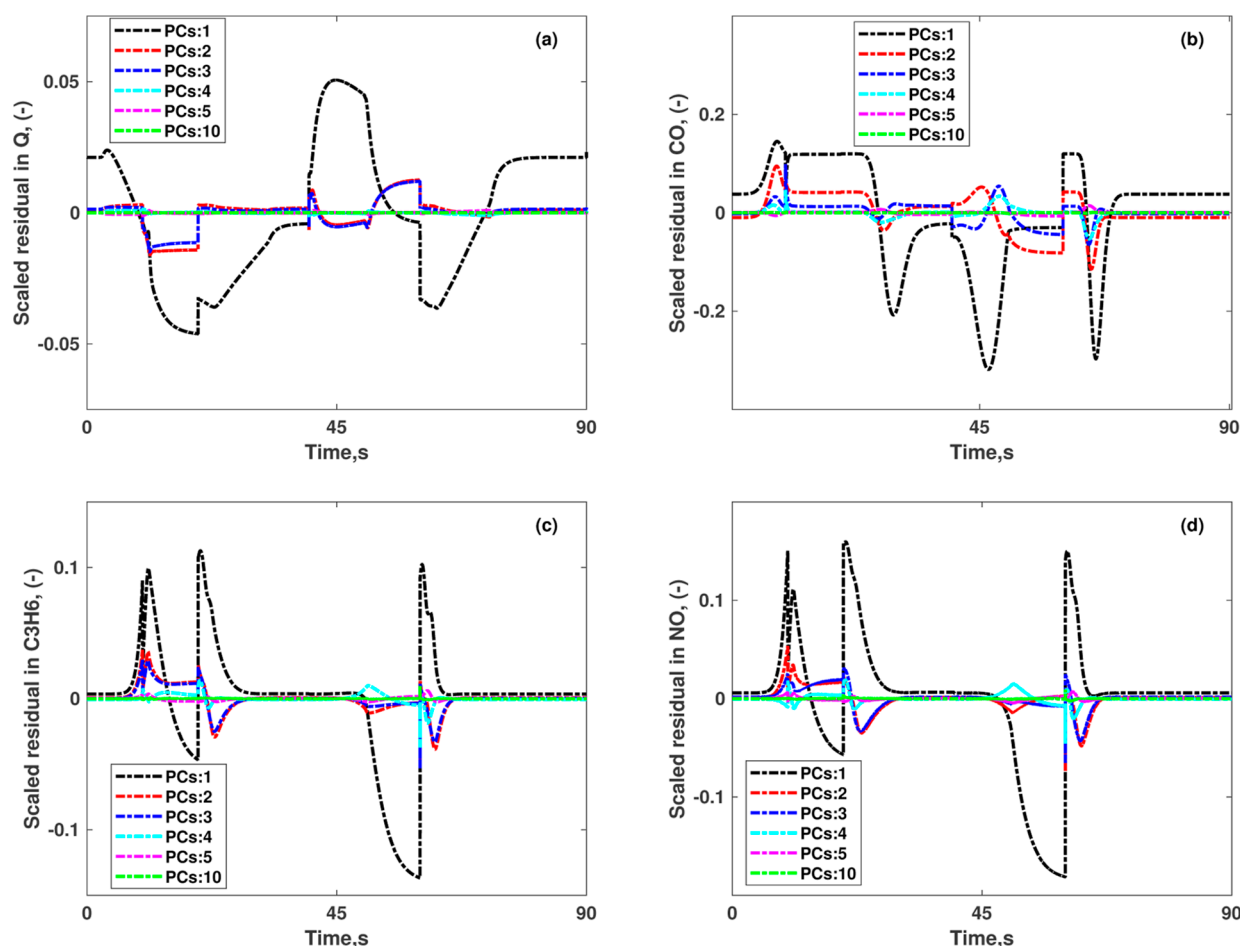 (a)
PCs:1
PCs:2
PCs:3
PCs:4
PCs:5
PCs:10
Scaled residual in Q, (-)
0.05
0
-0.05
0
45
90
Time,s
(b)
PCs:1
PCs:2
PCs:3
PCs:4
PCs:5
PCs:10
Scaled residual in CO, (-)
0.2
0
-0.2
0
45
90
Time,s
(c)
Scaled residual in C3H6, (-)
0.1
0
-0.1
PCs:1
PCs:2
PCs:3
PCs:4
PCs:5
PCs:10
0
45
90
Time,s
(d)
Scaled residual in NO, (-)
0.1
0
-0.1
PCs:1
PCs:2
PCs:3
PCs:4
PCs:5
PCs:10
0
45
90
Time,s